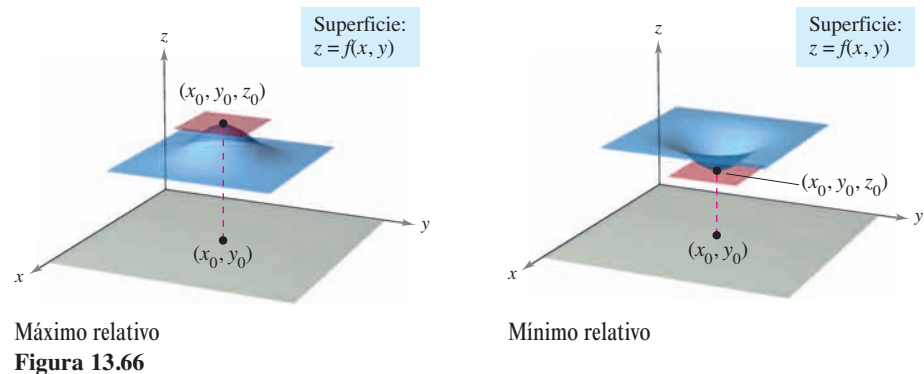 Superficie:
z = f(x, y)
z
(x₀, y₀, z₀)
y
(x₀, y₀)
x
Máximo relativo
Figura 13.66
Superficie:
z = f(x, y)
z
(x₀, y₀, z₀)
y
(x₀, y₀)
x
Mínimo relativo